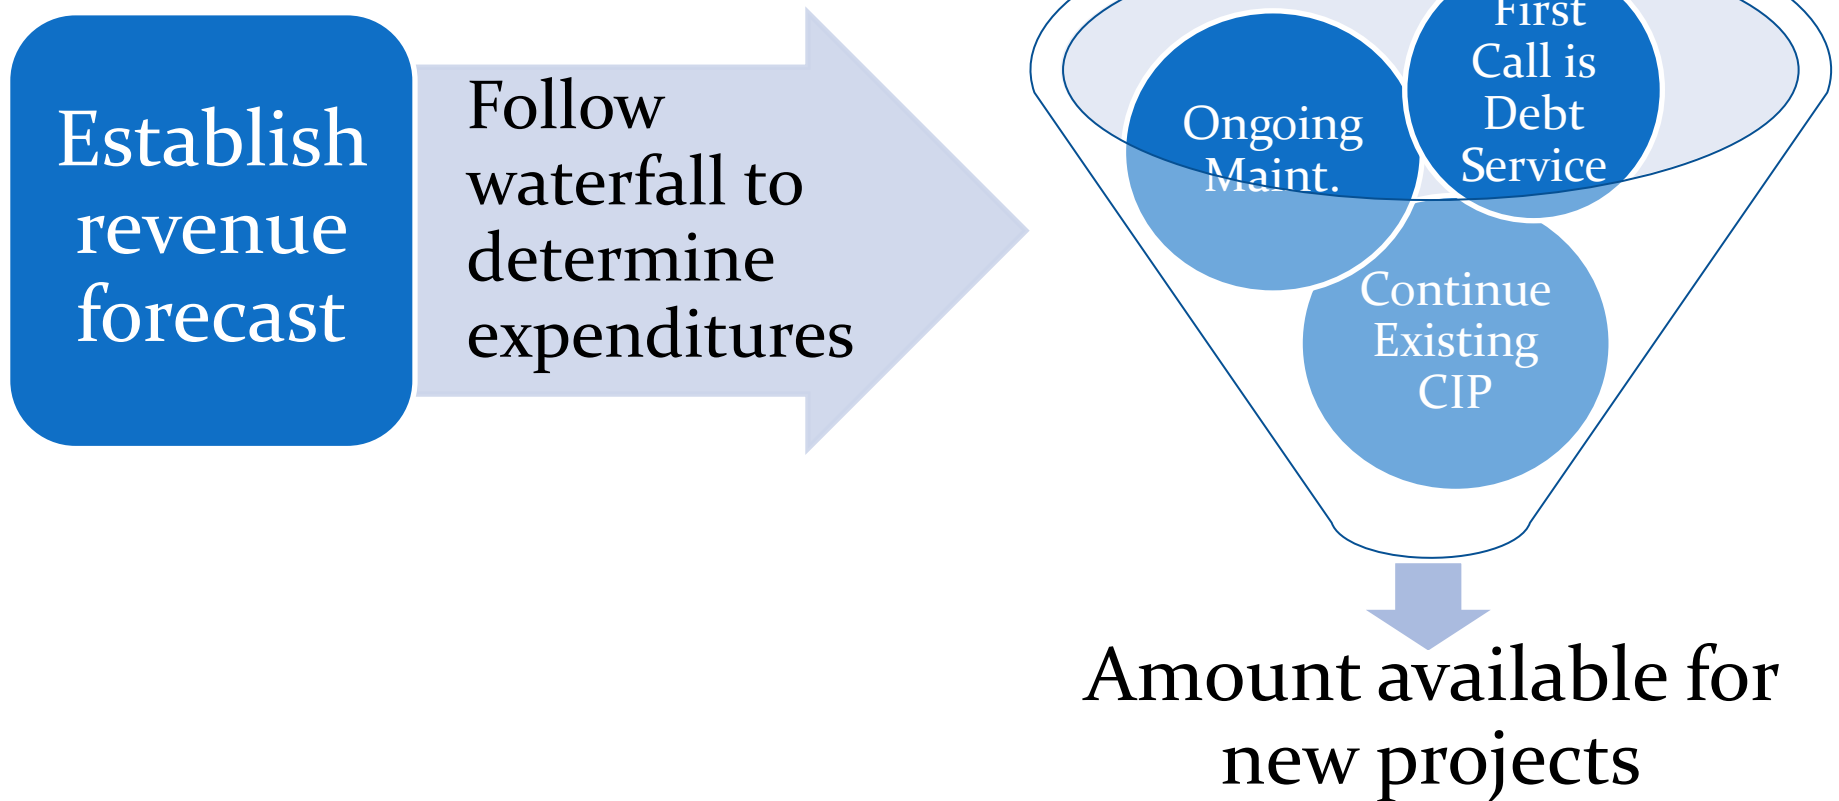 Establish
revenue
forecast
Follow
waterfall to
determine
expenditures
First
Call is
Debt
Service
Ongoing
Maint.
Continue
Existing
CIP
Amount available for
new projects